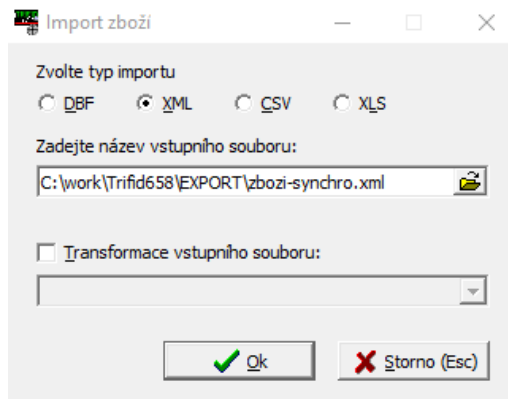 Import zboží
Zvolte typ importu
DBF XML CSV XLS
Zadejte název vstupního souboru:
C:\work\Trifid658\EXPORT\zbozi-synchro.xml
Transformace vstupního souboru:
Ok Storno (Esc)